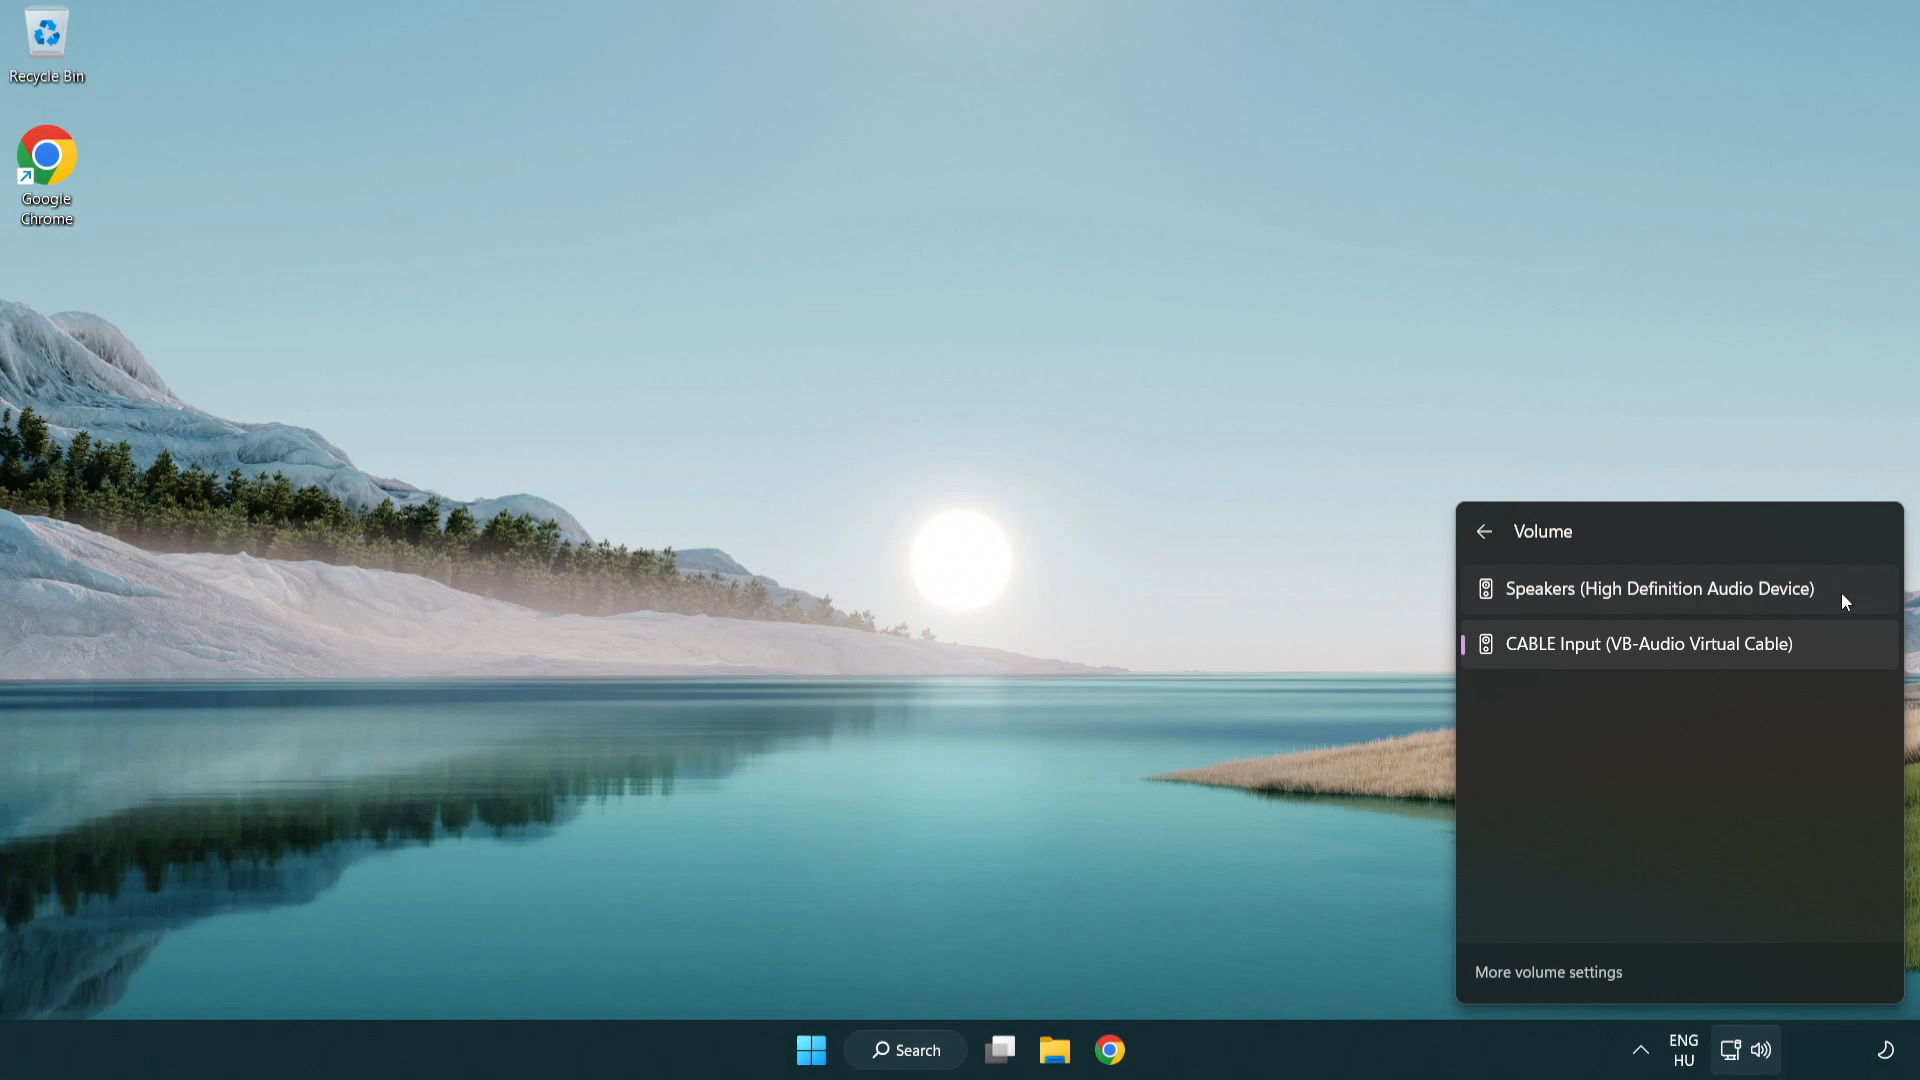 Recycle Bin
Google
Chrome
Volume
Speakers (High Definition Audio Device)
CABLE Input (VB-Audio Virtual Cable)
More volume settings
Search
ENG
HU